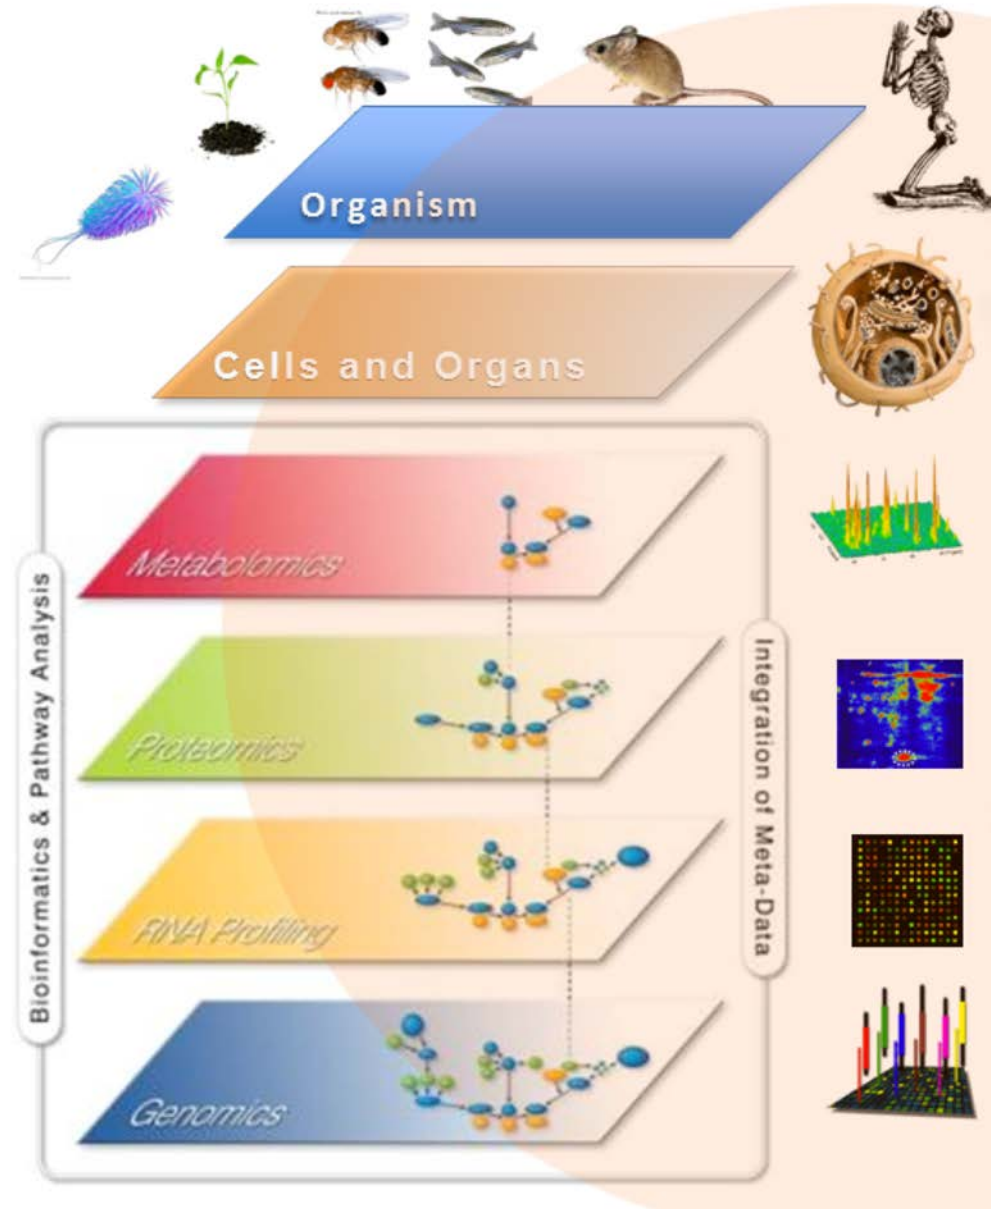 Organism
Cells and Organs
Metabolomics
Proteomics
RNA Profiling
Genomics
Bioinformatics & Pathway Analysis
Integration of Meta-Data